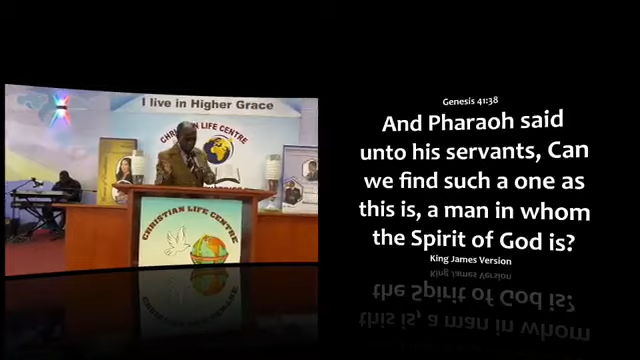 I live in Higher Grace
CHRISTIAN LIFE CENTRE
CHRISTIAN LIFE CENTRE
Genesis 41:38
And Pharaoh said
unto his servants, Can
we find such a one as
this is, a man in whom
the Spirit of God is?
King James Version